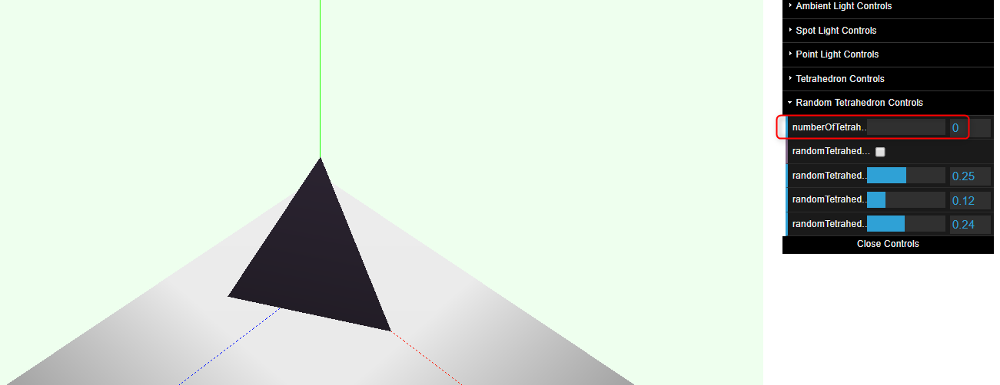 Ambient Light Controls
Spot Light Controls
Point Light Controls
Tetrahedron Controls
Random Tetrahedron Controls
numberOfTetrah.. 0
randomTetrahed...
randomTetrahed.. 0.25
randomTetrahed.. 0.12
randomTetrahed.. 0.24
Close Controls